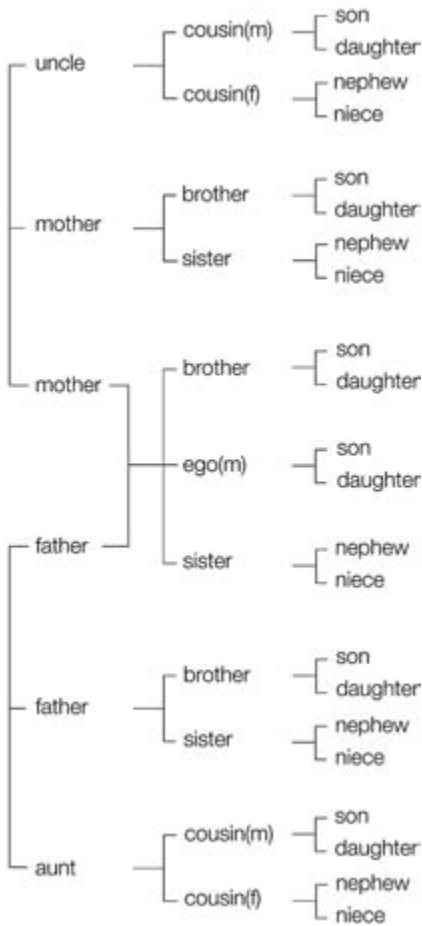 son
cousin(m)
daughter
uncle
nephew
cousin(f)
niece
son
brother
daughter
mother
nephew
sister
niece
son
brother
mother
daughter
son
ego(m)
daughter
father
nephew
sister
niece
son
brother
daughter
father
nephew
sister
niece
son
cousin(m)
daughter
aunt
nephew
cousin(f)
niece